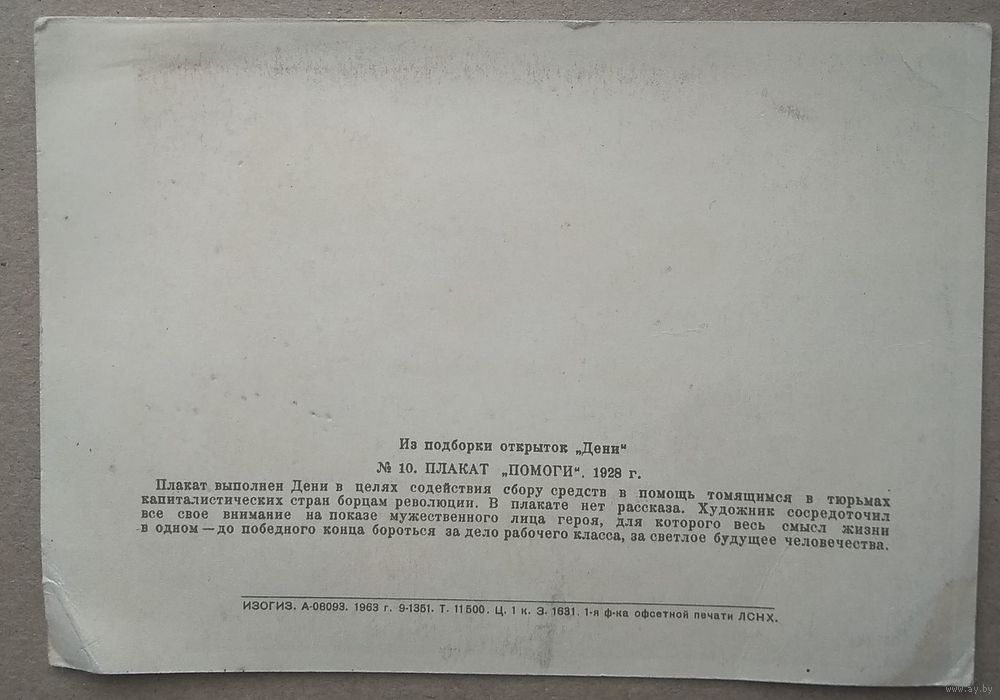 Из подборки открыток „Дени“
№ 10. ПЛАКАТ „ПОМОГИ“. 1928 г.
Плакат выполнен Дени в целях содействия сбору средств в помощь томящимся в тюрьмах
капиталистических стран борцам революции. В плакате нет рассказа. Художник сосредоточил
все свое внимание на показе мужественного лица героя, для которого весь смысл жизни
в одном — до победного конца бороться за дело рабочего класса, за светлое будущее человечества.
ИЗОГИЗ. А-08093. 1963 г. 9-1351. Т. 11500. Ц. 1 к. З. 1631. 1-я ф-ка офсетной печати ЛСНХ.
www.ay.by